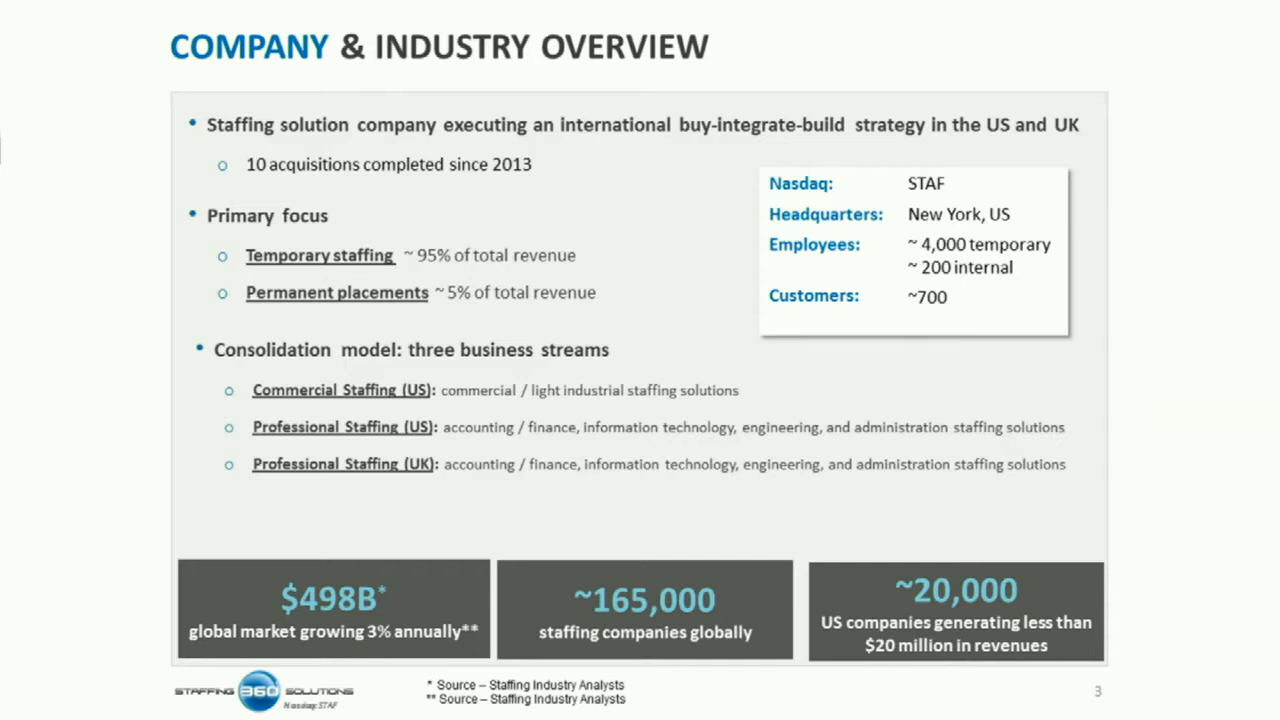 COMPANY & INDUSTRY OVERVIEW
• Staffing solution company executing an international buy-integrate-build strategy in the US and UK
o 10 acquisitions completed since 2013
• Primary focus
o Temporary staffing ~ 95% of total revenue
o Permanent placements ~ 5% of total revenue
Nasdaq: STAF
Headquarters: New York, US
Employees: ~ 4,000 temporary
~ 200 internal
Customers: ~700
• Consolidation model: three business streams
o Commercial Staffing (US): commercial / light industrial staffing solutions
o Professional Staffing (US): accounting / finance, information technology, engineering, and administration staffing solutions
o Professional Staffing (UK): accounting / finance, information technology, engineering, and administration staffing solutions
$498B*
global market growing 3% annually**
~165,000
staffing companies globally
~20,000
US companies generating less than
$20 million in revenues
STAFFING 360 SOLUTIONS
Nasdaq: STAF
* Source – Staffing Industry Analysts
** Source – Staffing Industry Analysts
3